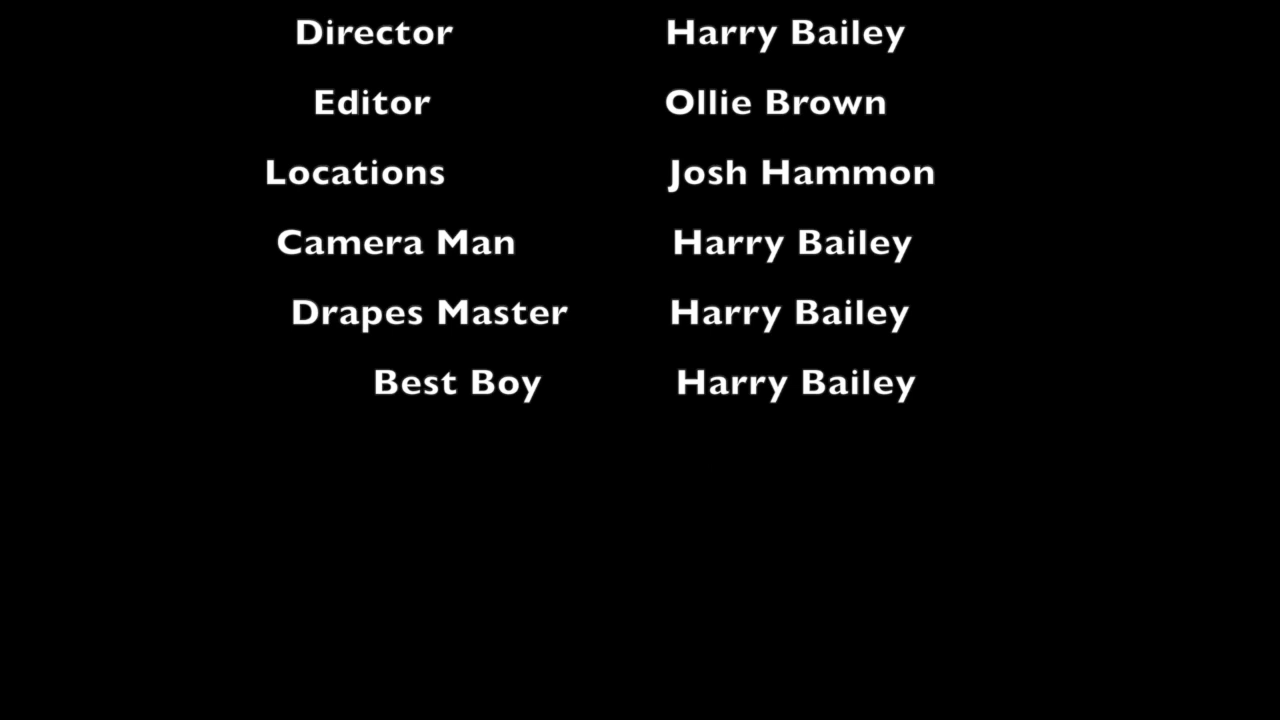 Director Harry Bailey
Editor Ollie Brown
Locations Josh Hammon
Camera Man Harry Bailey
Drapes Master Harry Bailey
Best Boy Harry Bailey